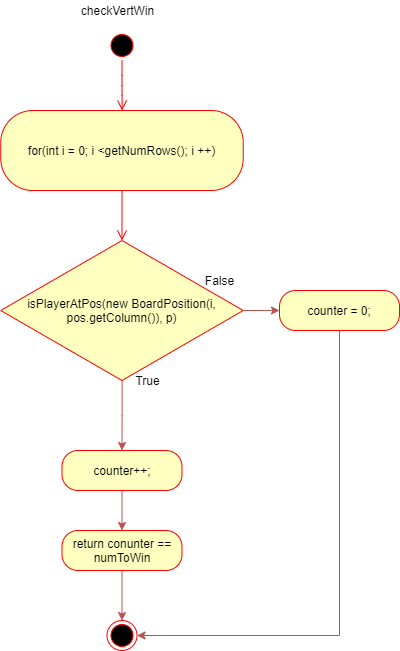 checkVertWin
for(int i = 0; i <getNumRows(); i ++)
False
isPlayerAtPos(new BoardPosition(i,
pos.getColumn()), p)
counter = 0;
True
counter++;
return conunter ==
numToWin